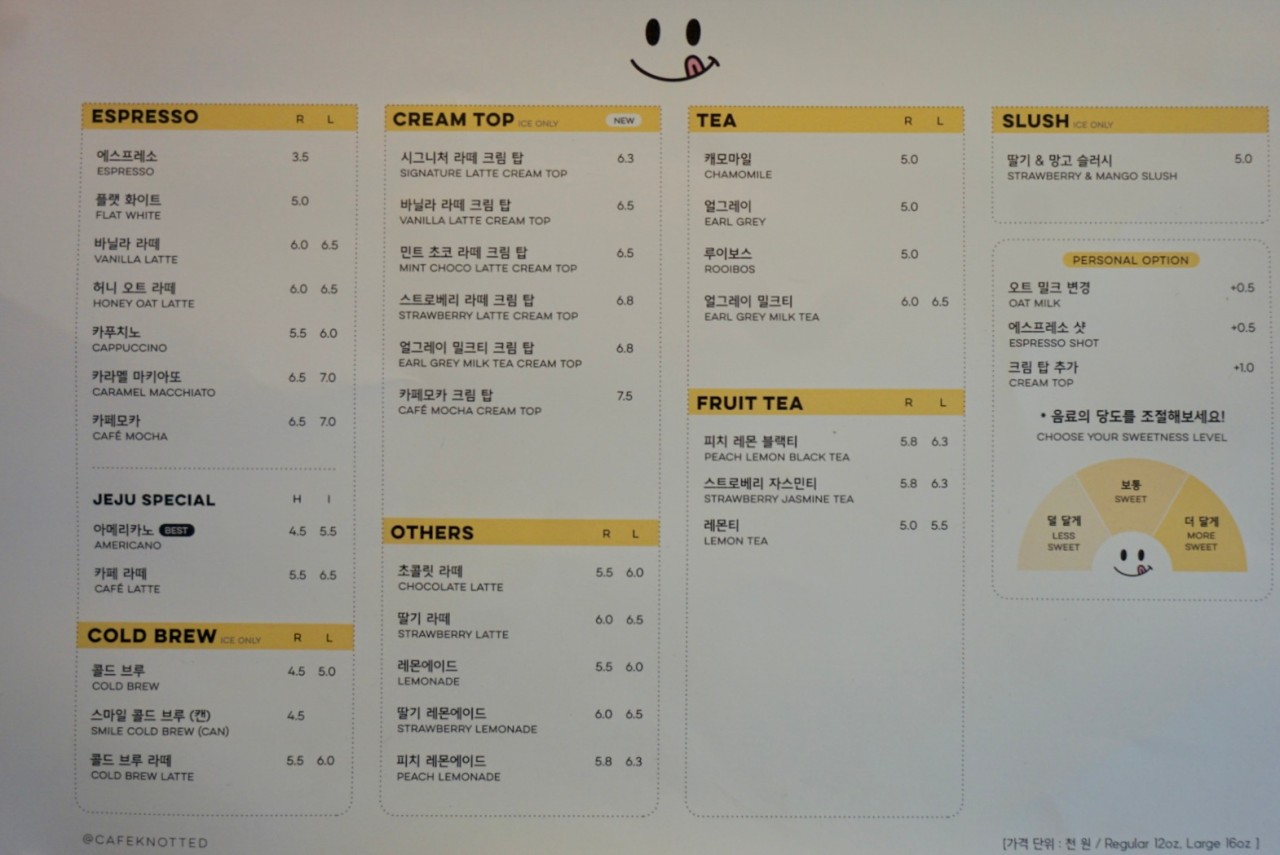 ESPRESSO R L
에스프레소 3.5
ESPRESSO
플랫 화이트 5.0
FLAT WHITE
바닐라 라떼 6.0 6.5
VANILLA LATTE
허니 오트 라떼 6.0 6.5
HONEY OAT LATTE
카푸치노 5.5 6.0
CAPPUCCINO
카라멜 마키아또 6.5 7.0
CARAMEL MACCHIATO
카페모카 6.5 7.0
CAFÉ MOCHA
JEJU SPECIAL H I
아메리카노 BEST 4.5 5.5
AMERICANO
카페 라떼 5.5 6.5
CAFÉ LATTE
COLD BREW ICE ONLY R L
콜드 브루 4.5 5.0
COLD BREW
스마일 콜드 브루 (캔) 4.5
SMILE COLD BREW (CAN)
콜드 브루 라떼 5.5 6.0
COLD BREW LATTE
CREAM TOP ICE ONLY NEW
시그니처 라떼 크림 탑 6.3
SIGNATURE LATTE CREAM TOP
바닐라 라떼 크림 탑 6.5
VANILLA LATTE CREAM TOP
민트 초코 라떼 크림 탑 6.5
MINT CHOCO LATTE CREAM TOP
스트로베리 라떼 크림 탑 6.8
STRAWBERRY LATTE CREAM TOP
얼그레이 밀크티 크림 탑 6.8
EARL GREY MILK TEA CREAM TOP
카페모카 크림 탑 7.5
CAFÉ MOCHA CREAM TOP
OTHERS R L
초콜릿 라떼 5.5 6.0
CHOCOLATE LATTE
딸기 라떼 6.0 6.5
STRAWBERRY LATTE
레몬에이드 5.5 6.0
LEMONADE
딸기 레몬에이드 6.0 6.5
STRAWBERRY LEMONADE
피치 레몬에이드 5.8 6.3
PEACH LEMONADE
TEA R L
캐모마일 5.0
CHAMOMILE
얼그레이 5.0
EARL GREY
루이보스 5.0
ROOIBOS
얼그레이 밀크티 6.0 6.5
EARL GREY MILK TEA
FRUIT TEA R L
피치 레몬 블랙티 5.8 6.3
PEACH LEMON BLACK TEA
스트로베리 자스민티 5.8 6.3
STRAWBERRY JASMINE TEA
레몬티 5.0 5.5
LEMON TEA
SLUSH ICE ONLY
딸기 & 망고 슬러시 5.0
STRAWBERRY & MANGO SLUSH
PERSONAL OPTION
오트 밀크 변경 +0.5
OAT MILK
에스프레소 샷 +0.5
ESPRESSO SHOT
크림 탑 추가 +1.0
CREAM TOP
* 음료의 당도를 조절해보세요!
CHOOSE YOUR SWEETNESS LEVEL
덜 달게
LESS
SWEET
보통
SWEET
더 달게
MORE
SWEET
@CAFEKNOTTED
[가격 단위 : 천 원 / Regular 12oz, Large 16oz ]